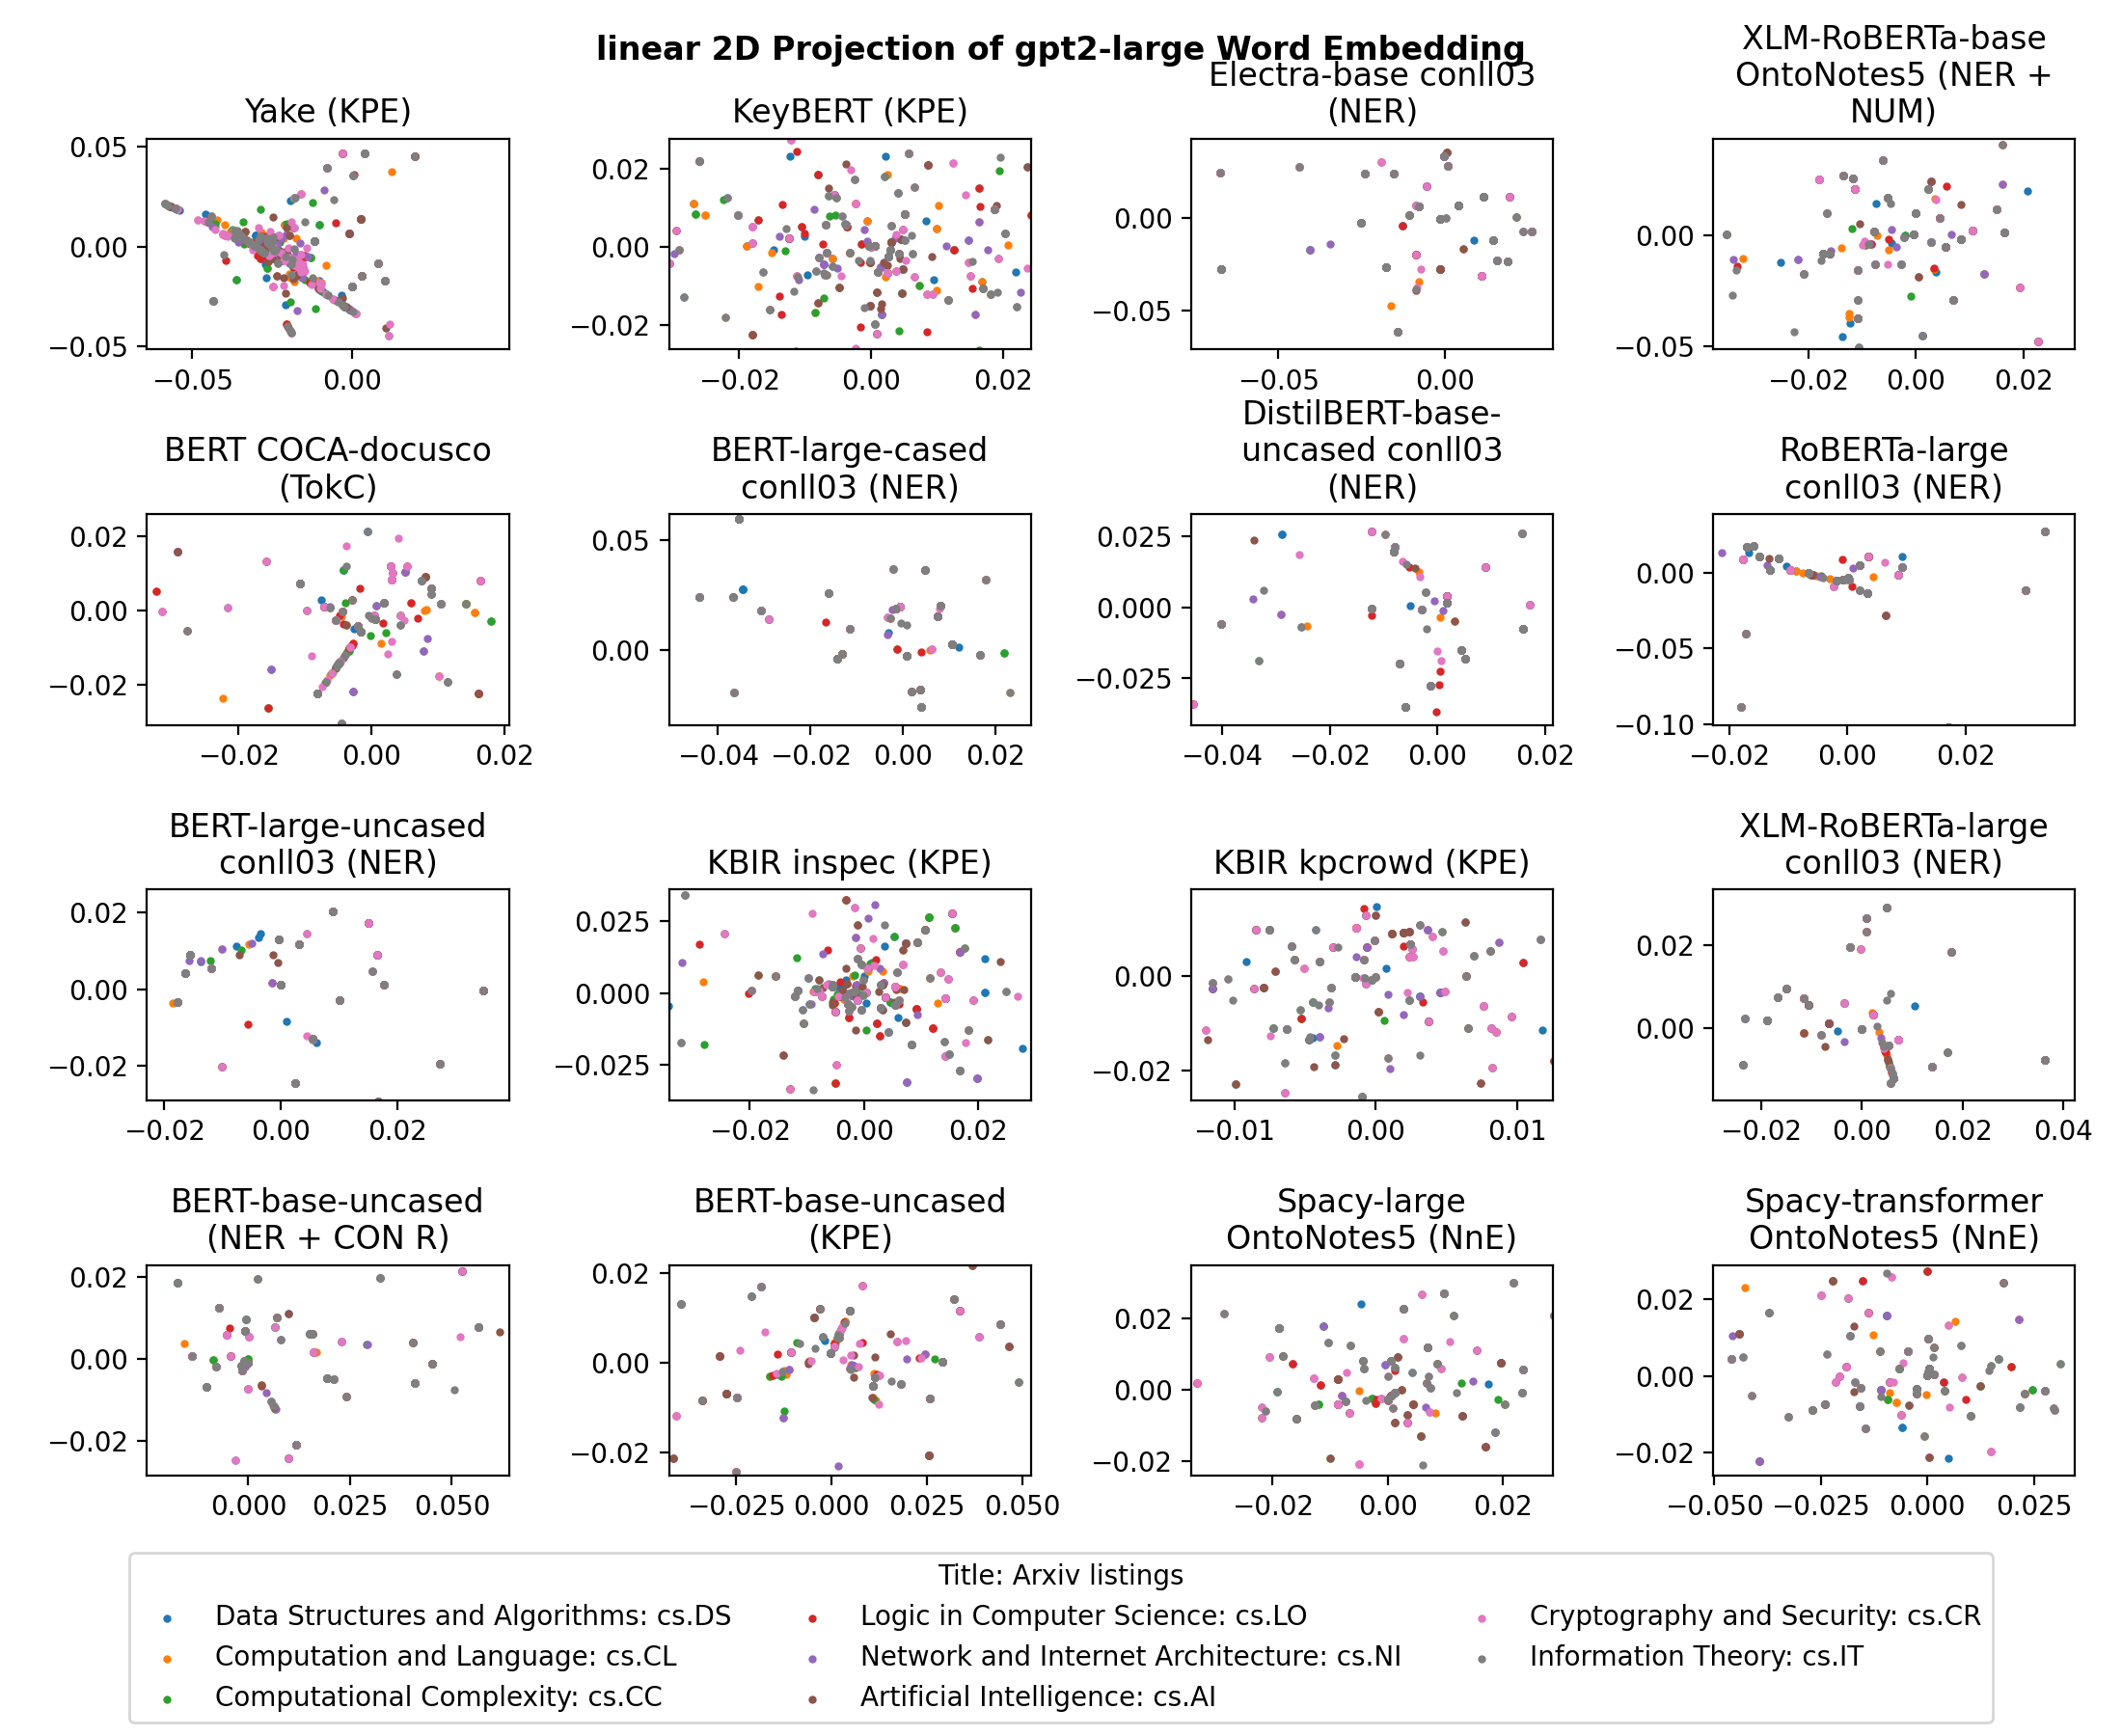 linear 2D Projection of gpt2-large Word Embedding
Yake (KPE)
0.05
0.00
−0.05
−0.05 0.00
KeyBERT (KPE)
0.02
0.00
−0.02
−0.02 0.00 0.02
Electra-base conll03
(NER)
0.00
−0.05
−0.05 0.00
XLM-RoBERTa-base
OntoNotes5 (NER +
NUM)
0.00
−0.05
−0.02 0.00 0.02
BERT COCA-docusco
(TokC)
0.02
0.00
−0.02
−0.02 0.00 0.02
BERT-large-cased
conll03 (NER)
0.05
0.00
−0.04 −0.02 0.00 0.02
DistilBERT-base-
uncased conll03
(NER)
0.025
0.000
−0.025
−0.04 −0.02 0.00 0.02
RoBERTa-large
conll03 (NER)
0.00
−0.05
−0.10
−0.02 0.00 0.02
BERT-large-uncased
conll03 (NER)
0.02
0.00
−0.02
−0.02 0.00 0.02
KBIR inspec (KPE)
0.025
0.000
−0.025
−0.02 0.00 0.02
KBIR kpcrowd (KPE)
0.00
−0.02
−0.01 0.00 0.01
XLM-RoBERTa-large
conll03 (NER)
0.02
0.00
−0.02 0.00 0.02 0.04
BERT-base-uncased
(NER + CON R)
0.02
0.00
−0.02
0.000 0.025 0.050
BERT-base-uncased
(KPE)
0.02
0.00
−0.02
−0.025 0.000 0.025 0.050
Spacy-large
OntoNotes5 (NnE)
0.02
0.00
−0.02
−0.02 0.00 0.02
Spacy-transformer
OntoNotes5 (NnE)
0.02
0.00
−0.02
−0.050 −0.025 0.000 0.025
Title: Arxiv listings
Data Structures and Algorithms: cs.DS
Computation and Language: cs.CL
Computational Complexity: cs.CC
Logic in Computer Science: cs.LO
Network and Internet Architecture: cs.NI
Artificial Intelligence: cs.AI
Cryptography and Security: cs.CR
Information Theory: cs.IT